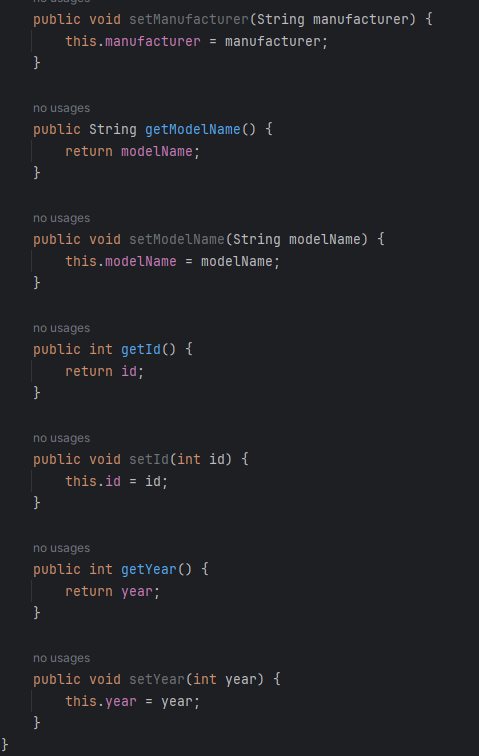 no usages
public void setManufacturer(String manufacturer) {
    this.manufacturer = manufacturer;
}
no usages
public String getModelName() {
    return modelName;
}
no usages
public void setModelName(String modelName) {
    this.modelName = modelName;
}
no usages
public int getId() {
    return id;
}
no usages
public void setId(int id) {
    this.id = id;
}
no usages
public int getYear() {
    return year;
}
no usages
public void setYear(int year) {
    this.year = year;
}
}